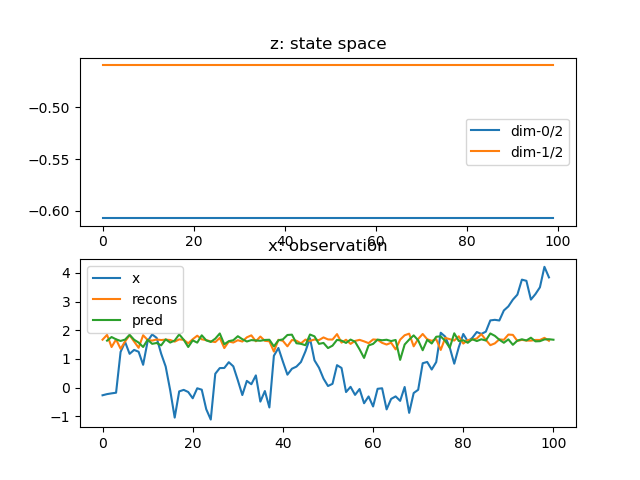 z: state space
−0.50
−0.55
−0.60
dim-0/2
dim-1/2
0 20 40 60 80 100
x: observation
4
3
2
1
0
−1
x
recons
pred
0 20 40 60 80 100